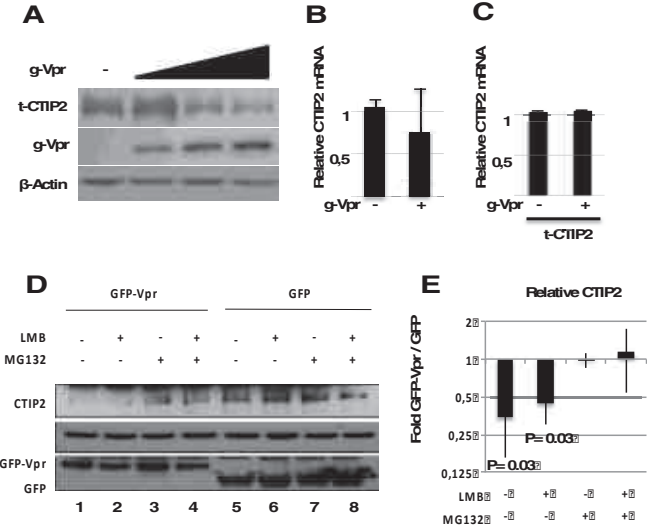 A
g-Vpr -
t-CTIP2
g-Vpr
β-Actin
B
Relative CTIP2 mRNA
1
0,5
g-Vpr - +
C
Relative CTIP2 mRNA
1
0,5
g-Vpr - +
t-CTIP2
D
GFP-Vpr GFP
LMB - + - + - + - +
MG132 - - + + - - + +
CTIP2
GFP-Vpr
GFP
1 2 3 4 5 6 7 8
E
Relative CTIP2
Fold GFP-Vpr / GFP
2
1
0,5
0,25
0,125
P=0.03
P=0.03
LMB - + - +
MG132 - - + +